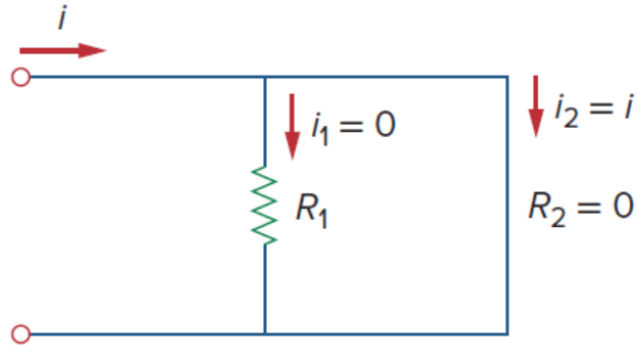 i
i₁ = 0
i₂ = i
R₁
R₂ = 0